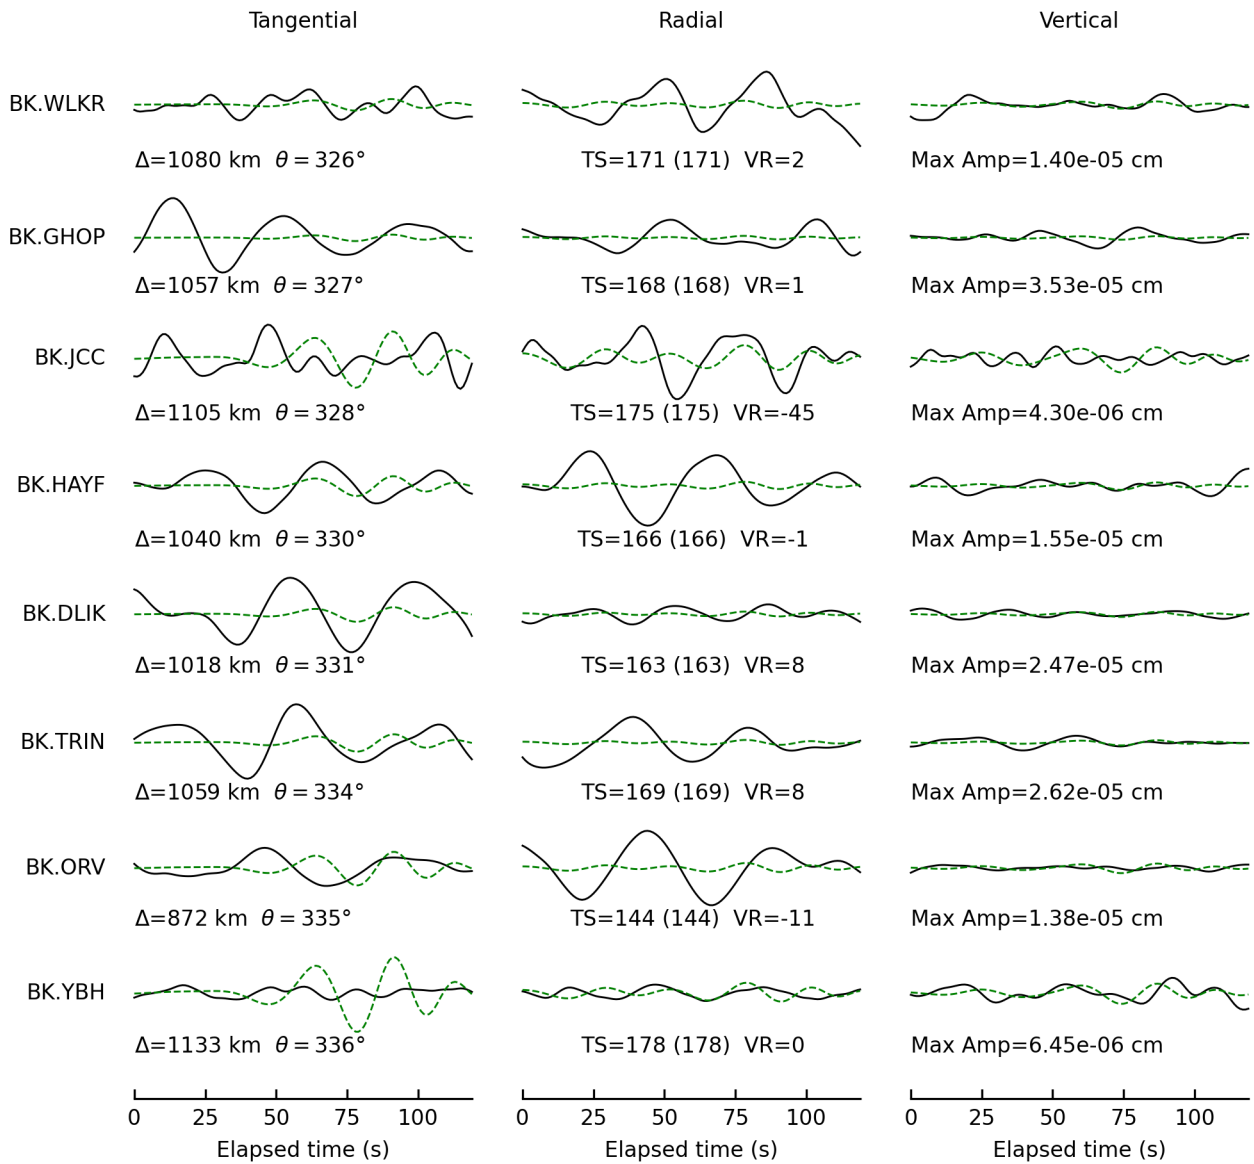 Tangential Radial Vertical
BK.WLKR
Δ=1080 km θ = 326° TS=171 (171) VR=2 Max Amp=1.40e-05 cm
BK.GHOP
Δ=1057 km θ = 327° TS=168 (168) VR=1 Max Amp=3.53e-05 cm
BK.JCC
Δ=1105 km θ = 328° TS=175 (175) VR=-45 Max Amp=4.30e-06 cm
BK.HAYF
Δ=1040 km θ = 330° TS=166 (166) VR=-1 Max Amp=1.55e-05 cm
BK.DLIK
Δ=1018 km θ = 331° TS=163 (163) VR=8 Max Amp=2.47e-05 cm
BK.TRIN
Δ=1059 km θ = 334° TS=169 (169) VR=8 Max Amp=2.62e-05 cm
BK.ORV
Δ=872 km θ = 335° TS=144 (144) VR=-11 Max Amp=1.38e-05 cm
BK.YBH
Δ=1133 km θ = 336° TS=178 (178) VR=0 Max Amp=6.45e-06 cm
0 25 50 75 100 0 25 50 75 100 0 25 50 75 100
Elapsed time (s) Elapsed time (s) Elapsed time (s)